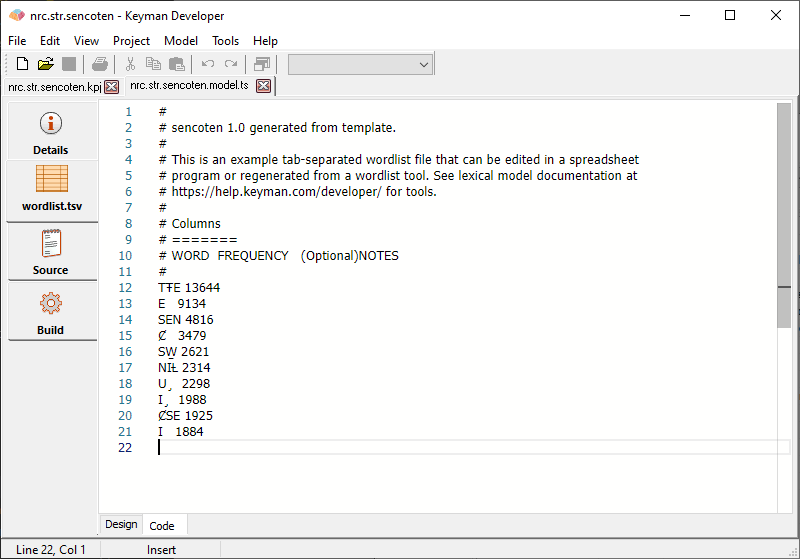 nrc.str.sencoten - Keyman Developer
File Edit View Project Model Tools Help
nrc.str.sencoten.kpj nrc.str.sencoten.model.ts
Details
wordlist.tsv
Source
Build
1 #
2 # sencoten 1.0 generated from template.
3 #
4 # This is an example tab-separated wordlist file that can be edited in a spreadsheet
5 # program or regenerated from a wordlist tool. See lexical model documentation at
6 # https://help.keyman.com/developer/ for tools.
7 #
8 # Columns
9 # =======
10 # WORD FREQUENCY (Optional)NOTES
11 #
12 TŦE 13644
13 E 9134
14 SEN 4816
15 Ȼ 3479
16 SW̱ 2621
17 NIȽ 2314
18 U¸ 2298
19 I¸ 1988
20 ȻSE 1925
21 I 1884
22
Design Code
Line 22, Col 1 Insert